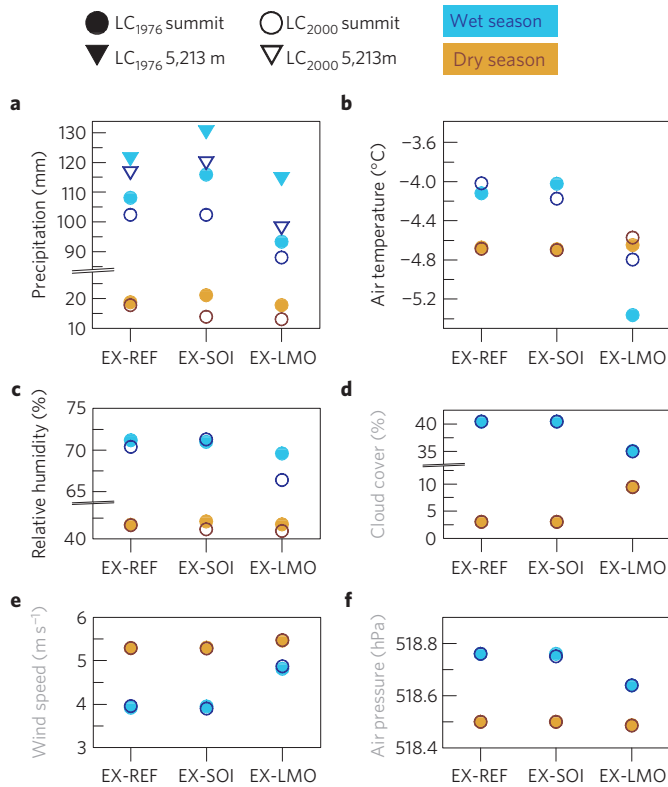 LC1976 summit LC2000 summit Wet season
LC1976 5,213 m LC2000 5,213m Dry season
a
Precipitation (mm)
130
120
110
100
90
20
10
EX-REF EX-SOI EX-LMO
b
Air temperature (°C)
−3.6
−4.0
−4.4
−4.8
−5.2
EX-REF EX-SOI EX-LMO
c
Relative humidity (%)
75
70
65
40
EX-REF EX-SOI EX-LMO
d
Cloud cover (%)
40
35
10
5
0
EX-REF EX-SOI EX-LMO
e
Wind speed (m s−1)
6
5
4
3
EX-REF EX-SOI EX-LMO
f
Air pressure (hPa)
518.8
518.6
518.4
EX-REF EX-SOI EX-LMO